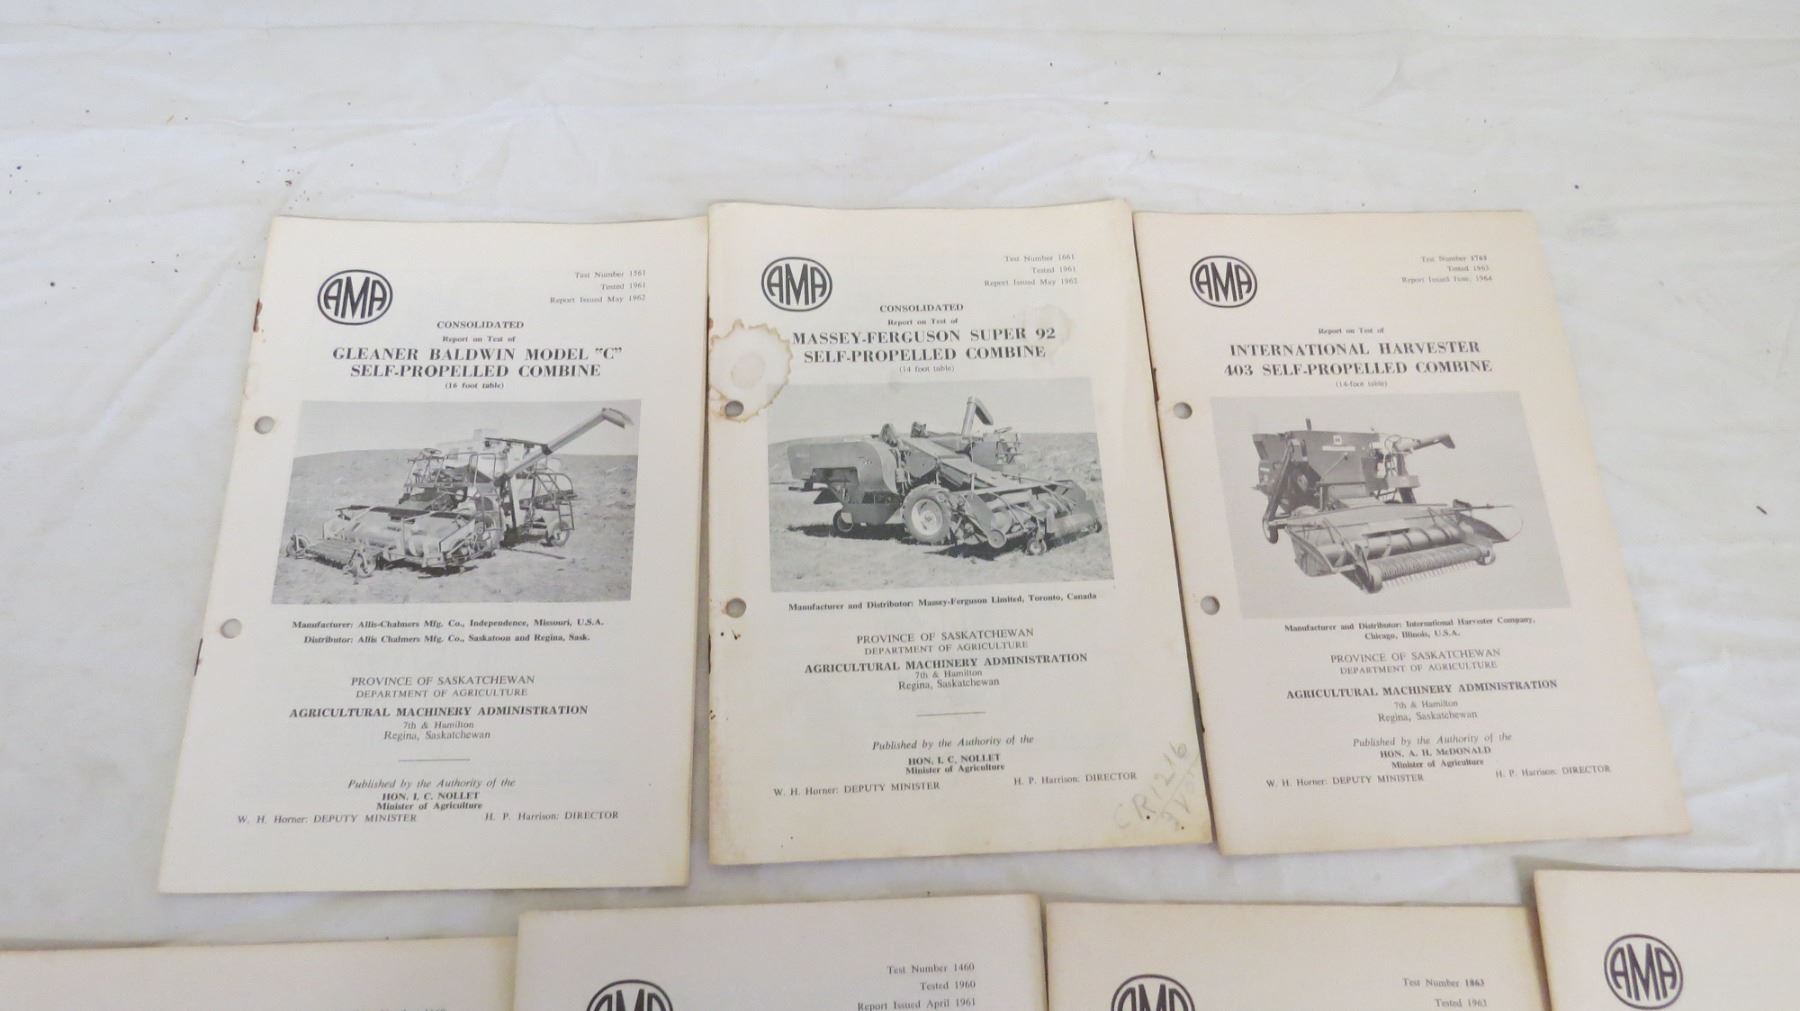 AMA
Test Number 1561
Tested 1961
Report Issued May 1962
CONSOLIDATED
Report on Test of
GLEANER BALDWIN MODEL "C"
SELF-PROPELLED COMBINE
(16 foot table)
Manufacturer: Allis-Chalmers Mfg. Co., Independence, Missouri, U.S.A.
Distributor: Allis Chalmers Mfg. Co., Saskatoon and Regina, Sask.
PROVINCE OF SASKATCHEWAN
DEPARTMENT OF AGRICULTURE
AGRICULTURAL MACHINERY ADMINISTRATION
7th & Hamilton
Regina, Saskatchewan
Published by the Authority of the
HON. I. C. NOLLET
Minister of Agriculture
W. H. Horner: DEPUTY MINISTER H. P. Harrison: DIRECTOR
AMA
Test Number 1661
Tested 1961
Report Issued May 1962
CONSOLIDATED
Report on Test of
MASSEY-FERGUSON SUPER 92
SELF-PROPELLED COMBINE
(14 foot table)
Manufacturer and Distributor: Massey-Ferguson Limited, Toronto, Canada
PROVINCE OF SASKATCHEWAN
DEPARTMENT OF AGRICULTURE
AGRICULTURAL MACHINERY ADMINISTRATION
7th & Hamilton
Regina, Saskatchewan
Published by the Authority of the
HON. I. C. NOLLET
Minister of Agriculture
W. H. Horner: DEPUTY MINISTER H. P. Harrison: DIRECTOR
CR1216
AMA
Test Number 1763
Tested 1963
Report Issued June, 1964
Report on Test of
INTERNATIONAL HARVESTER
403 SELF-PROPELLED COMBINE
(14-foot table)
Manufacturer and Distributor: International Harvester Company,
Chicago, Illinois, U.S.A.
PROVINCE OF SASKATCHEWAN
DEPARTMENT OF AGRICULTURE
AGRICULTURAL MACHINERY ADMINISTRATION
7th & Hamilton
Regina, Saskatchewan
Published by the Authority of the
HON. A. H. McDONALD
Minister of Agriculture
W. H. Horner: DEPUTY MINISTER H. P. Harrison: DIRECTOR
AMA
Test Number 1460
Tested 1960
Report Issued April 1961
AMA
Test Number 1863
Tested 1963
AMA